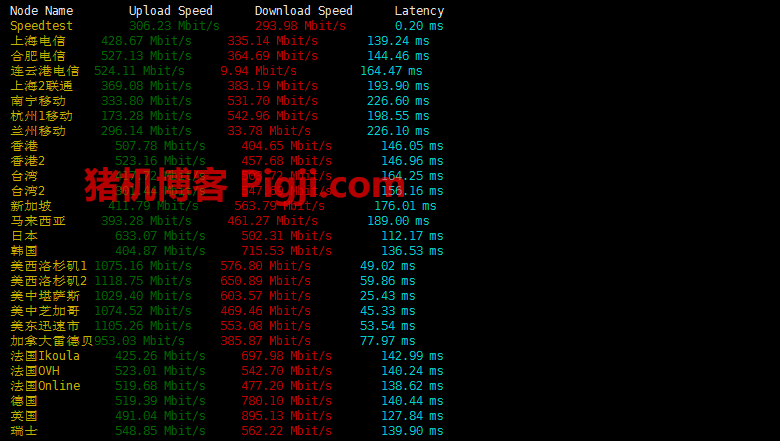 Node Name Upload Speed Download Speed Latency
Speedtest 306.23 Mbit/s 293.98 Mbit/s 0.20 ms
上海电信 428.67 Mbit/s 335.14 Mbit/s 139.24 ms
合肥电信 527.13 Mbit/s 364.69 Mbit/s 144.46 ms
连云港电信 524.11 Mbit/s 9.94 Mbit/s 164.47 ms
上海2联通 369.08 Mbit/s 383.19 Mbit/s 193.90 ms
南宁移动 333.80 Mbit/s 531.70 Mbit/s 226.60 ms
杭州1移动 173.28 Mbit/s 542.96 Mbit/s 198.55 ms
兰州移动 296.14 Mbit/s 33.78 Mbit/s 226.10 ms
香港 507.78 Mbit/s 404.65 Mbit/s 146.05 ms
香港2 523.16 Mbit/s 457.68 Mbit/s 146.96 ms
台湾 Mbit/s Mbit/s 164.25 ms
猪机博客
台湾2 Mbit/s Mbit/s 156.16 ms
新加坡 411.79 Mbit/s 563.79 Mbit/s 176.01 ms
马来西亚 393.28 Mbit/s 461.27 Mbit/s 189.00 ms
日本 633.07 Mbit/s 502.31 Mbit/s 112.17 ms
韩国 404.87 Mbit/s 715.53 Mbit/s 136.53 ms
美西洛杉矶1 1075.16 Mbit/s 576.80 Mbit/s 49.02 ms
美西洛杉矶2 1118.75 Mbit/s 659.89 Mbit/s 59.86 ms
美中堪萨斯 1029.40 Mbit/s 603.57 Mbit/s 25.43 ms
美中芝加哥 1074.52 Mbit/s 469.46 Mbit/s 45.33 ms
美东迅速市 1105.26 Mbit/s 553.08 Mbit/s 53.54 ms
加拿大雷德贝 953.03 Mbit/s 385.87 Mbit/s 77.97 ms
法国Ikoula 425.26 Mbit/s 697.98 Mbit/s 142.99 ms
法国OVH 523.01 Mbit/s 542.70 Mbit/s 140.24 ms
法国Online 519.68 Mbit/s 477.20 Mbit/s 138.62 ms
德国 519.39 Mbit/s 780.10 Mbit/s 140.44 ms
英国 491.04 Mbit/s 895.13 Mbit/s 127.84 ms
瑞士 548.85 Mbit/s 562.22 Mbit/s 139.90 ms